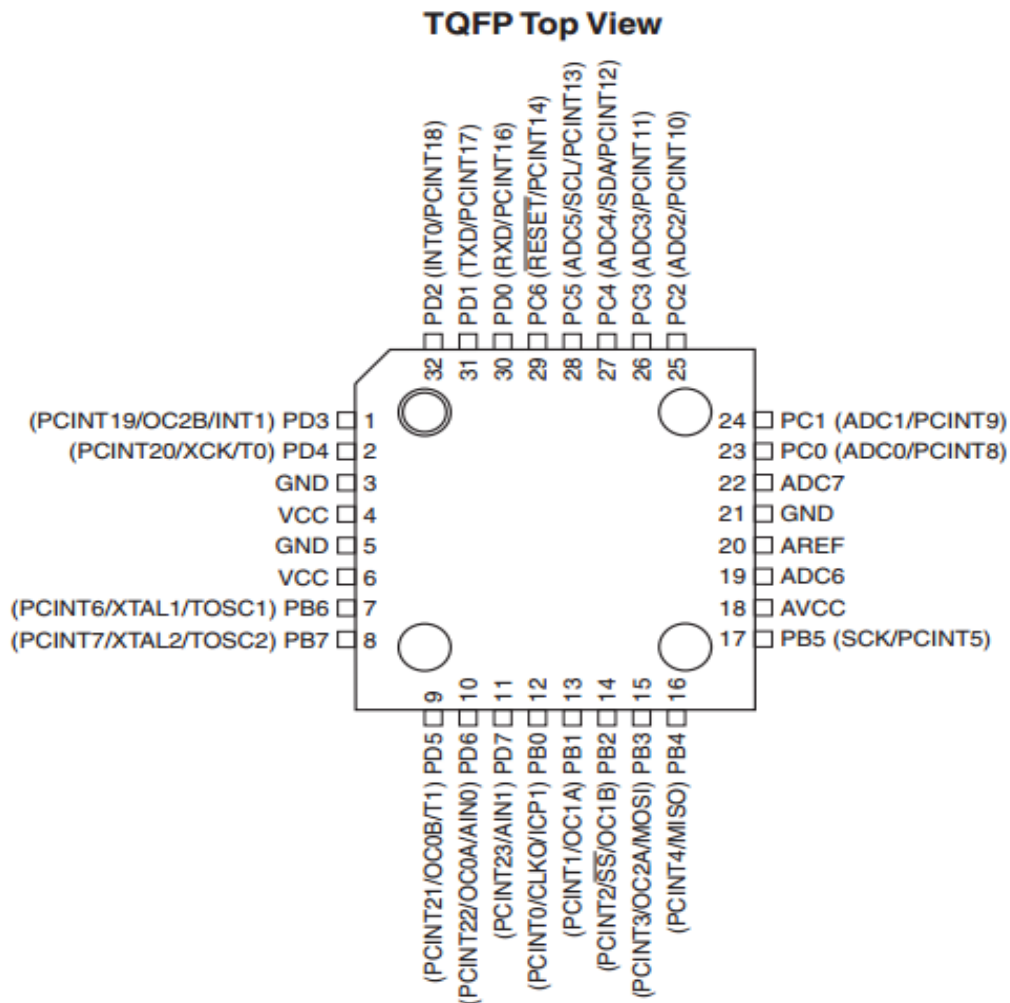 TQFP Top View
32 PD2 (INT0/PCINT18)
31 PD1 (TXD/PCINT17)
30 PD0 (RXD/PCINT16)
29 PC6 (RESET/PCINT14)
28 PC5 (ADC5/SCL/PCINT13)
27 PC4 (ADC4/SDA/PCINT12)
26 PC3 (ADC3/PCINT11)
25 PC2 (ADC2/PCINT10)
(PCINT19/OC2B/INT1) PD3 1
(PCINT20/XCK/T0) PD4 2
GND 3
VCC 4
GND 5
VCC 6
(PCINT6/XTAL1/TOSC1) PB6 7
(PCINT7/XTAL2/TOSC2) PB7 8
24 PC1 (ADC1/PCINT9)
23 PC0 (ADC0/PCINT8)
22 ADC7
21 GND
20 AREF
19 ADC6
18 AVCC
17 PB5 (SCK/PCINT5)
(PCINT21/OC0B/T1) PD5 9
(PCINT22/OC0A/AIN0) PD6 10
(PCINT23/AIN1) PD7 11
(PCINT0/CLKO/ICP1) PB0 12
(PCINT1/OC1A) PB1 13
(PCINT2/SS/OC1B) PB2 14
(PCINT3/OC2A/MOSI) PB3 15
(PCINT4/MISO) PB4 16